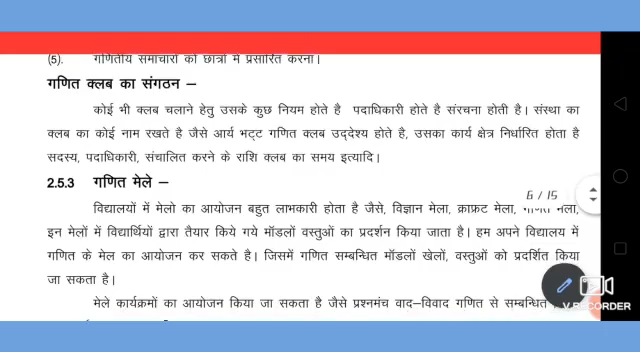 (5). गणितीय समाचारों को छात्रों में प्रसारित करना।
गणित क्लब का संगठन –
कोई भी क्लब चलाने हेतु उसके कुछ नियम होते है पदाधिकारी होते है संरचना होती है। संस्था का
क्लब का कोई नाम रखते है जैसे आर्य भट्ट गणित क्लब उद्देश्य होते है, उसका कार्य क्षेत्र निर्धारित होता है
सदस्य, पदाधिकारी, संचालित करने के राशि क्लब का समय इत्यादि।
2.5.3 गणित मेले –
6 / 15
विद्यालयों में मेलो का आयोजन बहुत लाभकारी होता है जैसे, विज्ञान मेला, क्राफ्रट मेला, गणित मेला,
इन मेलों में विद्यार्थियों द्वारा तैयार किये गये मॉडलों वस्तुओं का प्रदर्शन किया जाता है। हम अपने विद्यालय में
गणित के मेल का आयोजन कर सकते है। जिसमें गणित सम्बन्धित मॉडलों खेलों, वस्तुओं को प्रदर्शित किया
जा सकता है।
मेले कार्यक्रमों का आयोजन किया जा सकता है जैसे प्रश्नमंच वाद–विवाद गणित से सम्बन्धित
V.RECORDER